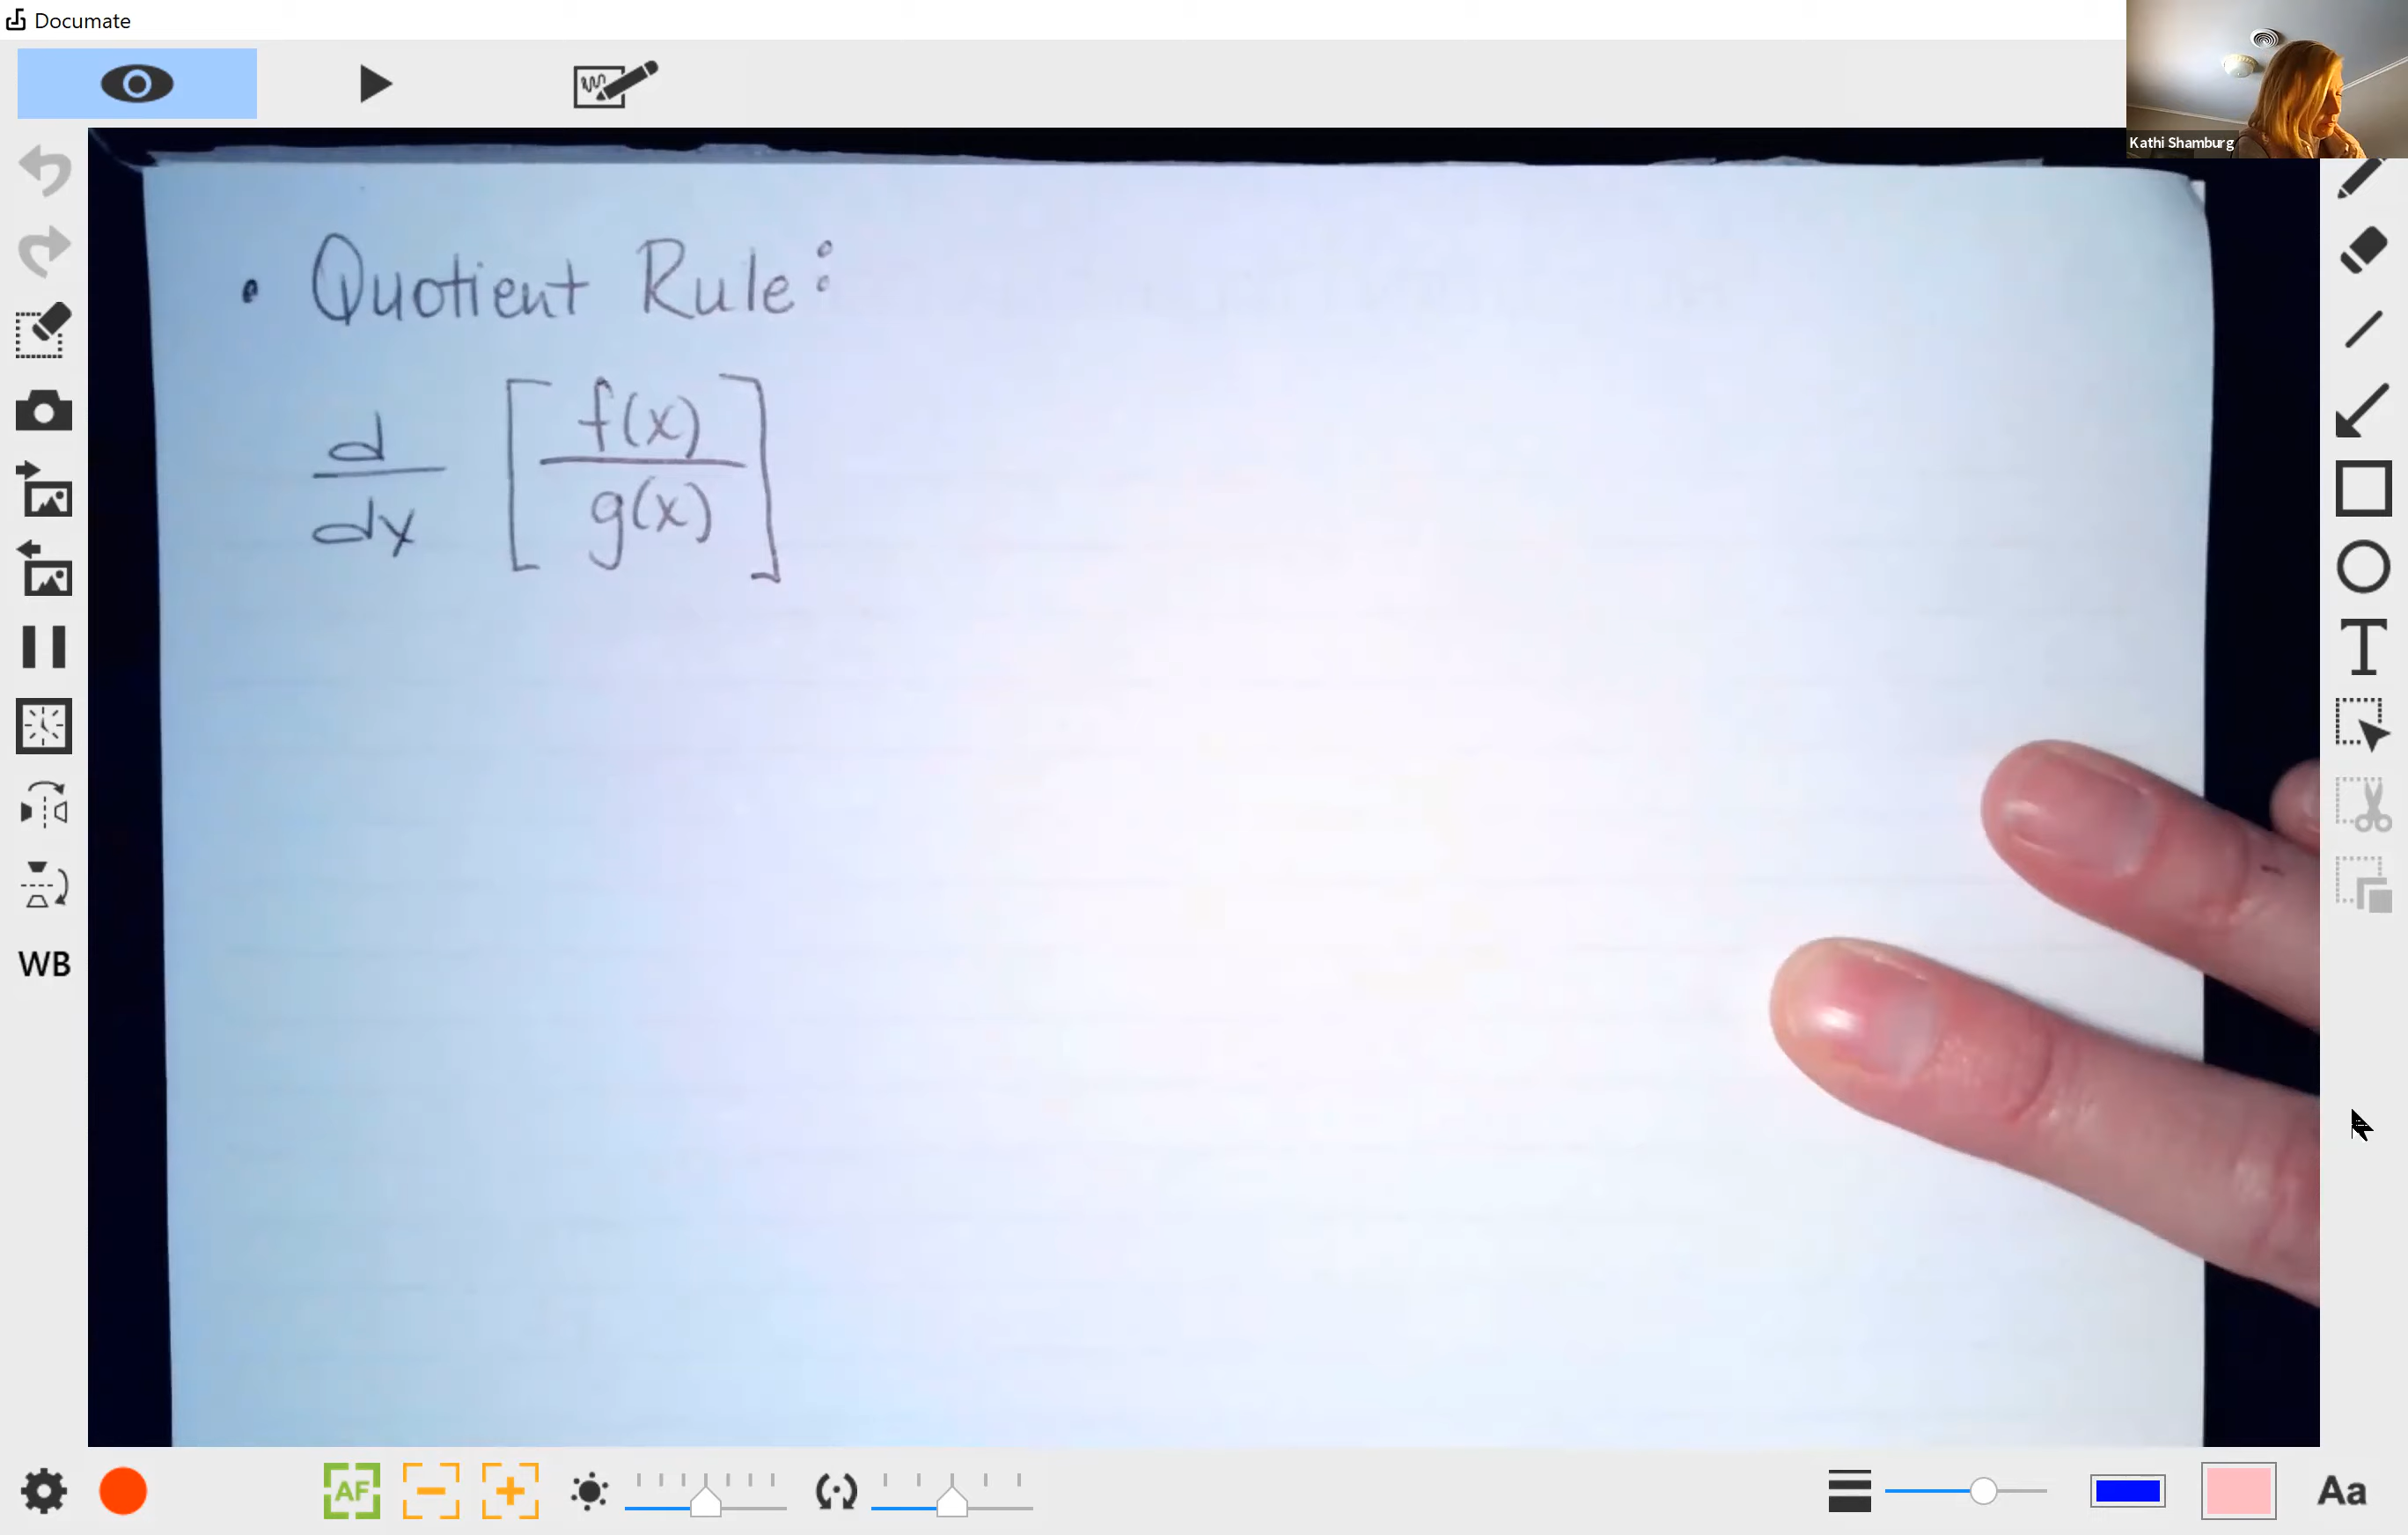 Documate
Kathi Shamburg
• Quotient Rule:
d/dx [f(x)/g(x)]
WB
AF
Aa